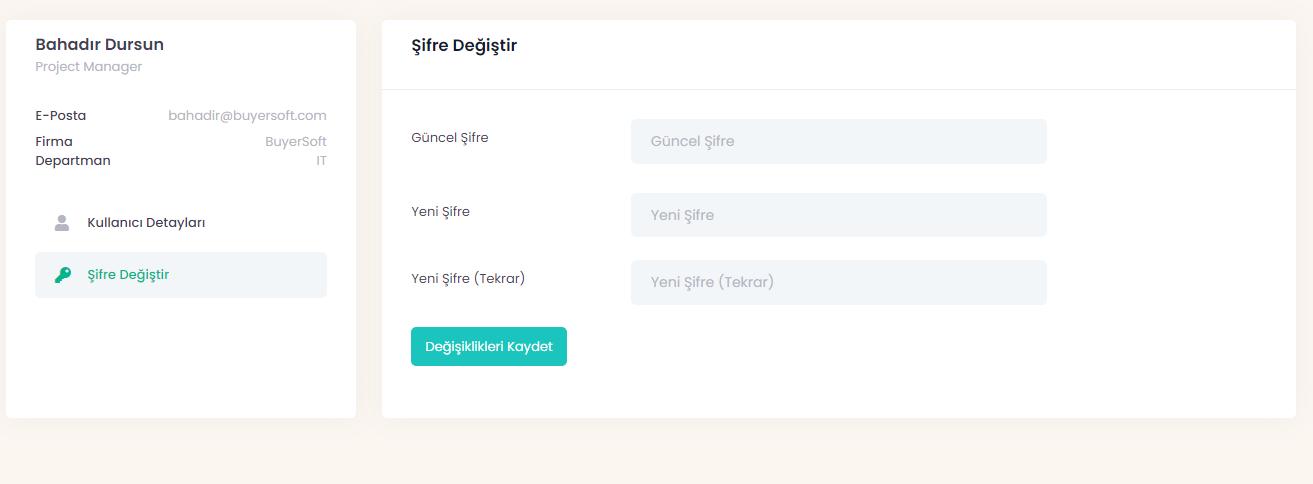 Bahadır Dursun
Project Manager
E-Posta bahadir@buyersoft.com
Firma BuyerSoft
Departman IT
Kullanıcı Detayları
Şifre Değiştir
Şifre Değiştir
Güncel Şifre Güncel Şifre
Yeni Şifre Yeni Şifre
Yeni Şifre (Tekrar) Yeni Şifre (Tekrar)
Değişiklikleri Kaydet